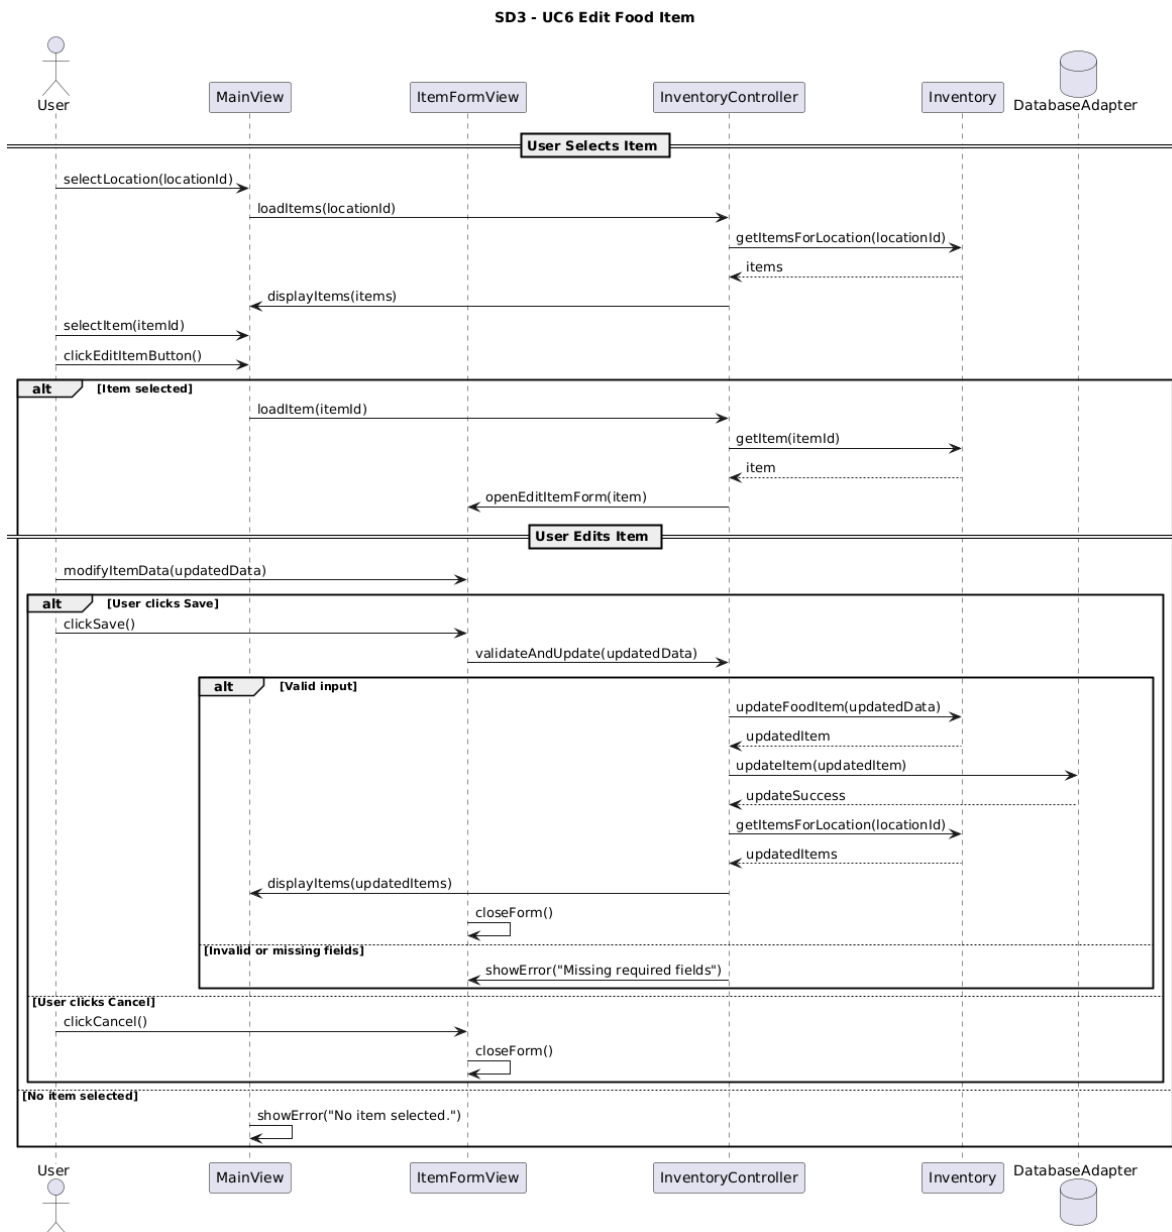 SD3 - UC6 Edit Food Item
User
MainView
ItemFormView
InventoryController
Inventory
DatabaseAdapter
User Selects Item
selectLocation(locationId)
loadItems(locationId)
getItemsForLocation(locationId)
items
displayItems(items)
selectItem(itemId)
clickEditItemButton()
alt [Item selected]
loadItem(itemId)
getItem(itemId)
item
openEditItemForm(item)
User Edits Item
modifyItemData(updatedData)
alt [User clicks Save]
clickSave()
validateAndUpdate(updatedData)
alt [Valid input]
updateFoodItem(updatedData)
updatedItem
updateItem(updatedItem)
updateSuccess
getItemsForLocation(locationId)
updatedItems
displayItems(updatedItems)
closeForm()
[Invalid or missing fields]
showError("Missing required fields")
[User clicks Cancel]
clickCancel()
closeForm()
[No item selected]
showError("No item selected.")
User
MainView
ItemFormView
InventoryController
Inventory
DatabaseAdapter